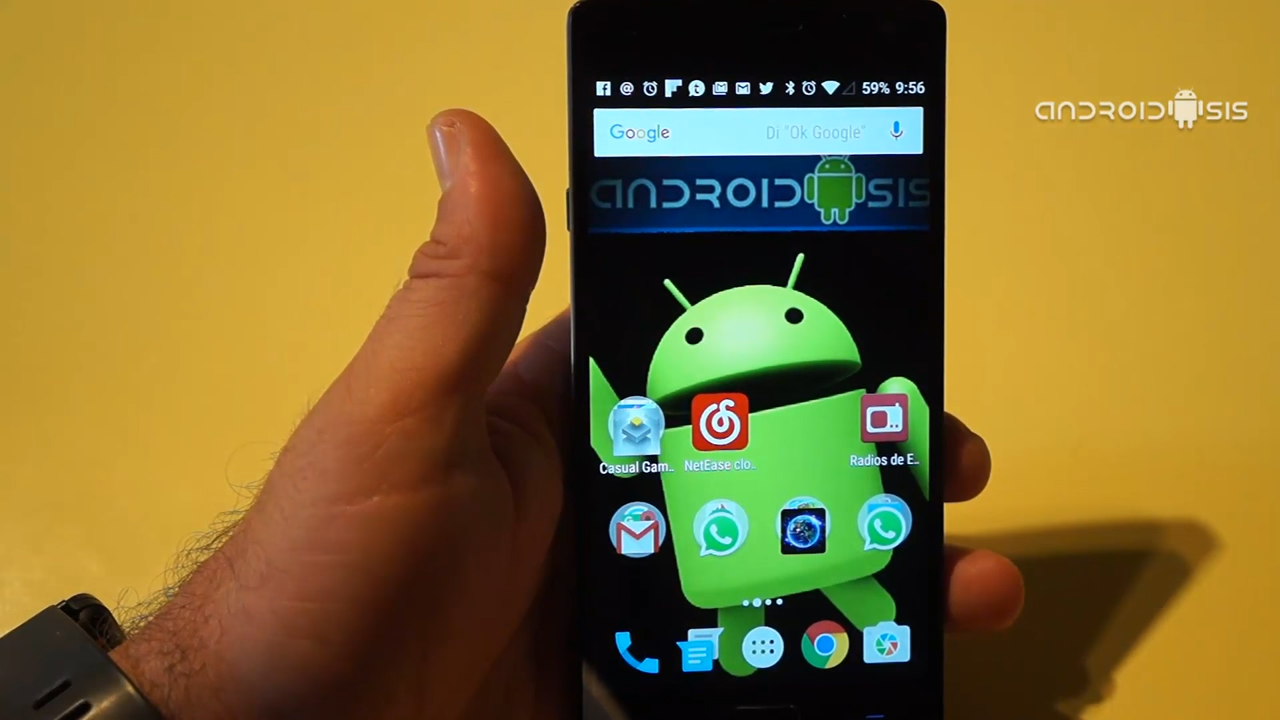 59% 9:56
Google Di "Ok Google"
ANDROIDSIS
ANDROIDSIS
Casual Gam..
NetEase clo..
Radios de E..